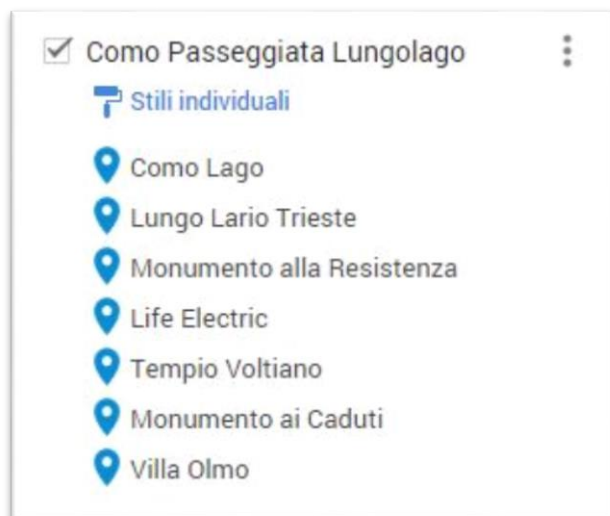 Como Passeggiata Lungolago
Stili individuali
Como Lago
Lungo Lario Trieste
Monumento alla Resistenza
Life Electric
Tempio Voltiano
Monumento ai Caduti
Villa Olmo